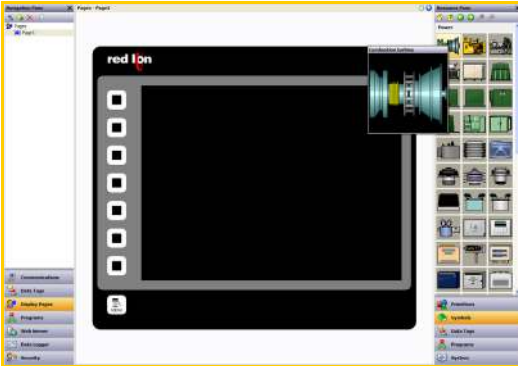 Navigation Pane
Pages - Page1
Resource Pane
Pages
Page1
Power
red lion
Combustion turbine
MENU
Communications
Data Tags
Display Pages
Programs
Web Server
Data Logger
Security
Primitives
Symbols
Data Tags
Programs
System